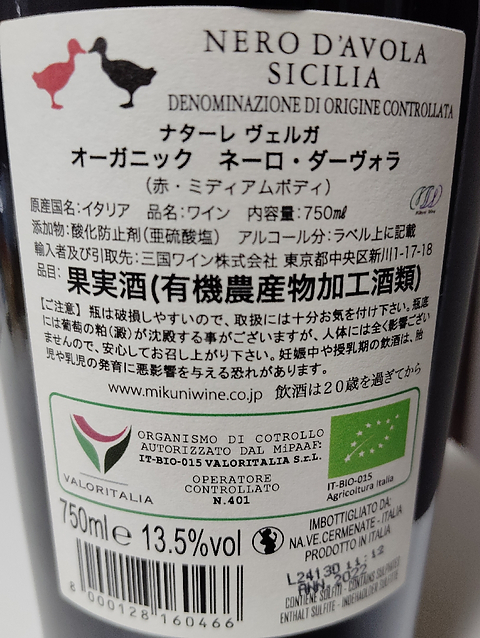 NERO D'AVOLA
SICILIA
DENOMINAZIONE DI ORIGINE CONTROLLATA
ナターレ ヴェルガ
オーガニック ネーロ・ダーヴォラ
（赤・ミディアムボディ）
原産国名：イタリア 品名：ワイン 内容量：750㎖
添加物：酸化防止剤（亜硫酸塩） アルコール分：ラベル上に記載
輸入者及び引取先：三国ワイン株式会社 東京都中央区新川1-17-18
品目：果実酒(有機農産物加工酒類)
【ご注意】瓶は破損しやすいので、取扱には十分お気を付け下さい。瓶底
には葡萄の粕(澱)が沈殿する事がございますが、人体には全く影響ござい
ませんので、安心してお召し上がり下さい。妊娠中や授乳期の飲酒は、胎
児や乳児の発育に悪影響を与える恐れがあります。
www.mikuniwine.co.jp 飲酒は20歳を過ぎてから
VALORITALIA
ORGANISMO DI COTROLLO
AUTORIZZATO DAL MiPAAF:
IT-BIO-015 VALORITALIA S.r.L.
OPERATORE
CONTROLLATO
N.401
IT-BIO-015
Agricoltura Italia
750ml e 13.5%vol
IMBOTTIGLIATO DA:
NA.VE.CERMENATE - ITALIA
PRODOTTO IN ITALIA
L24130 11:12
ANN.2022
CONTIENE SOLFITI - CONTAINS SULFITES
ENTHALT SULFITE - INDEHOLDER SULFITTER
8 000128 160466